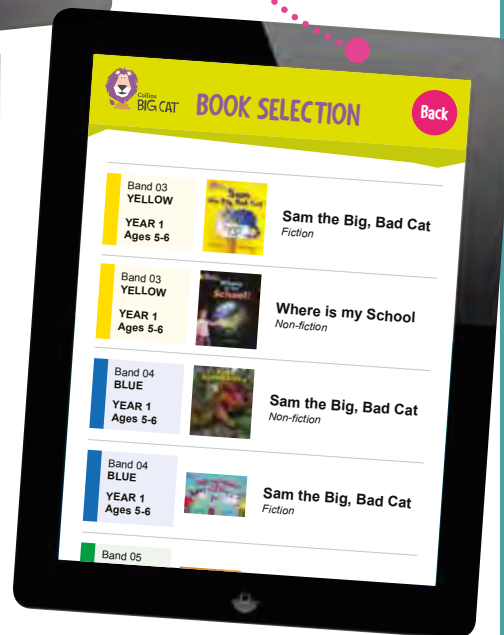 Collins
BIG CAT
BOOK SELECTION
Back
Band 03
YELLOW
YEAR 1
Ages 5-6
Sam the Big, Bad Cat
Fiction
Band 03
YELLOW
YEAR 1
Ages 5-6
Where is my School
Non-fiction
Band 04
BLUE
YEAR 1
Ages 5-6
Sam the Big, Bad Cat
Non-fiction
Band 04
BLUE
YEAR 1
Ages 5-6
Sam the Big, Bad Cat
Fiction
Band 05